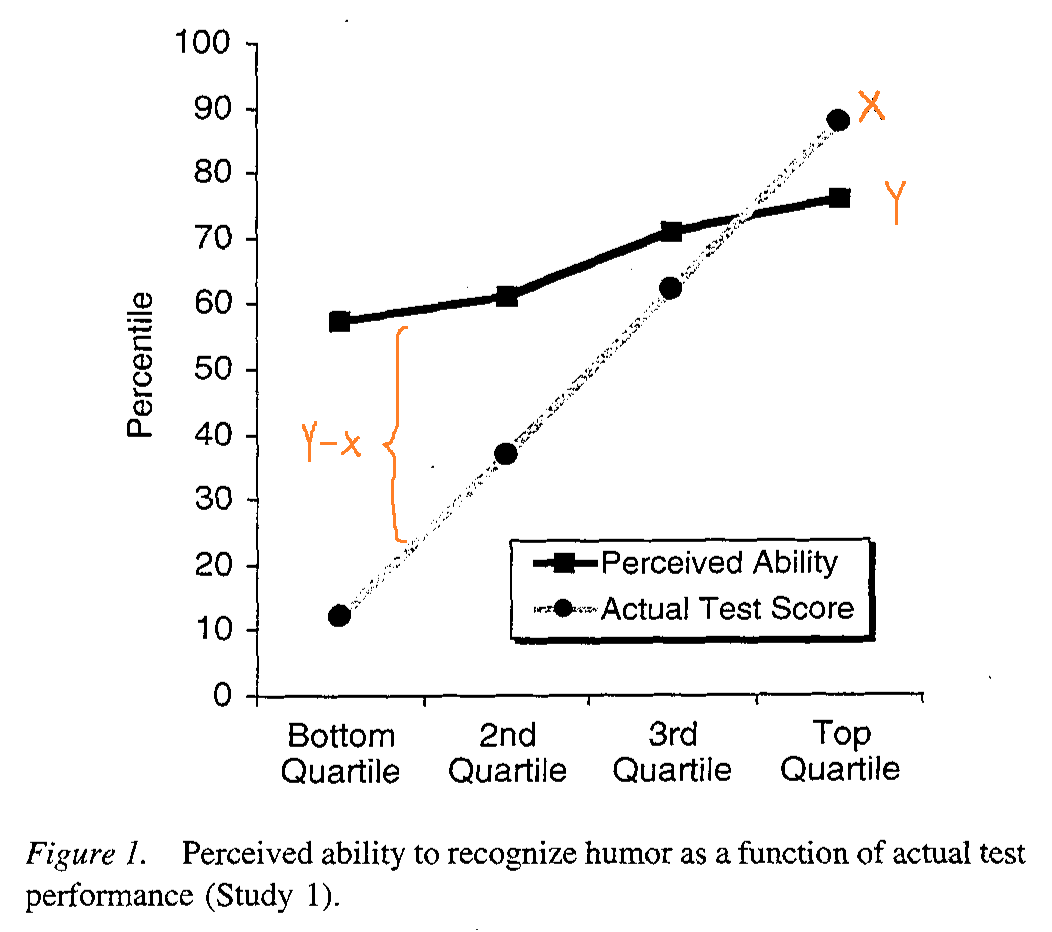 100
90
80
70
60
50
40
30
20
10
0
Percentile
X
Y
Y-x
Perceived Ability
Actual Test Score
Bottom Quartile
2nd Quartile
3rd Quartile
Top Quartile
Figure 1. Perceived ability to recognize humor as a function of actual test
performance (Study 1).